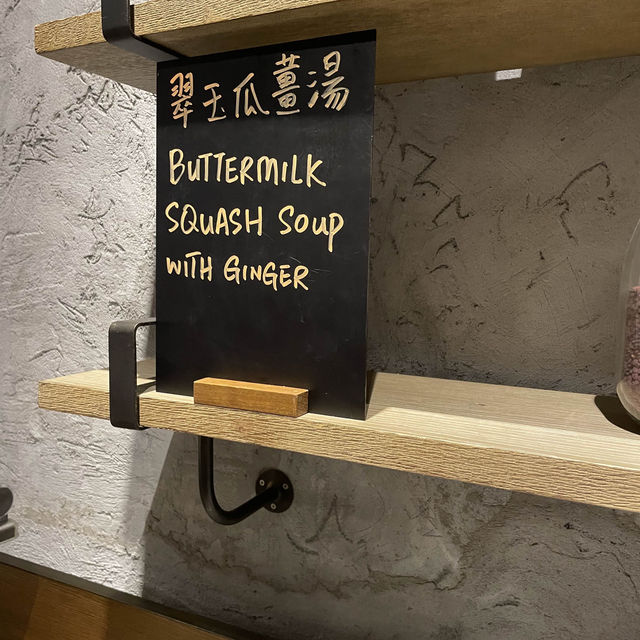 翠玉瓜薑湯
BUTTERMILK
SQUASH SOUP
WITH GINGER